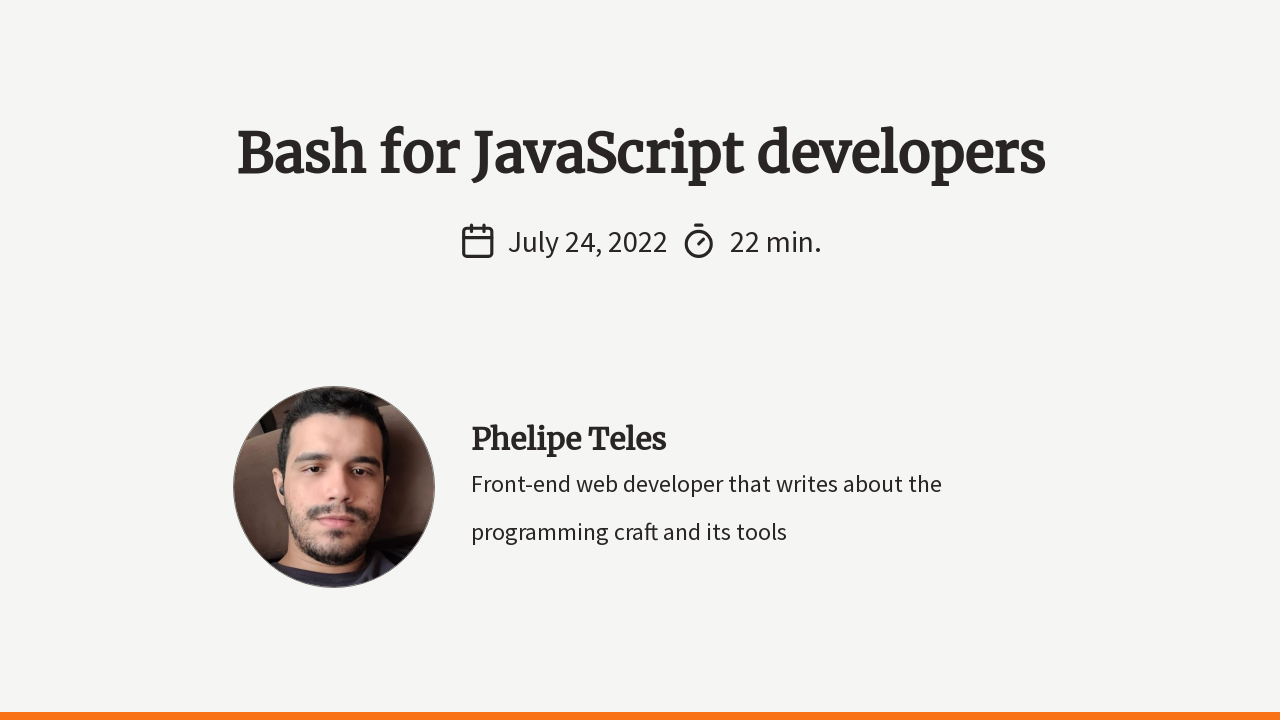 Bash for JavaScript developers
July 24, 2022 22 min.
Phelipe Teles
Front-end web developer that writes about the
programming craft and its tools